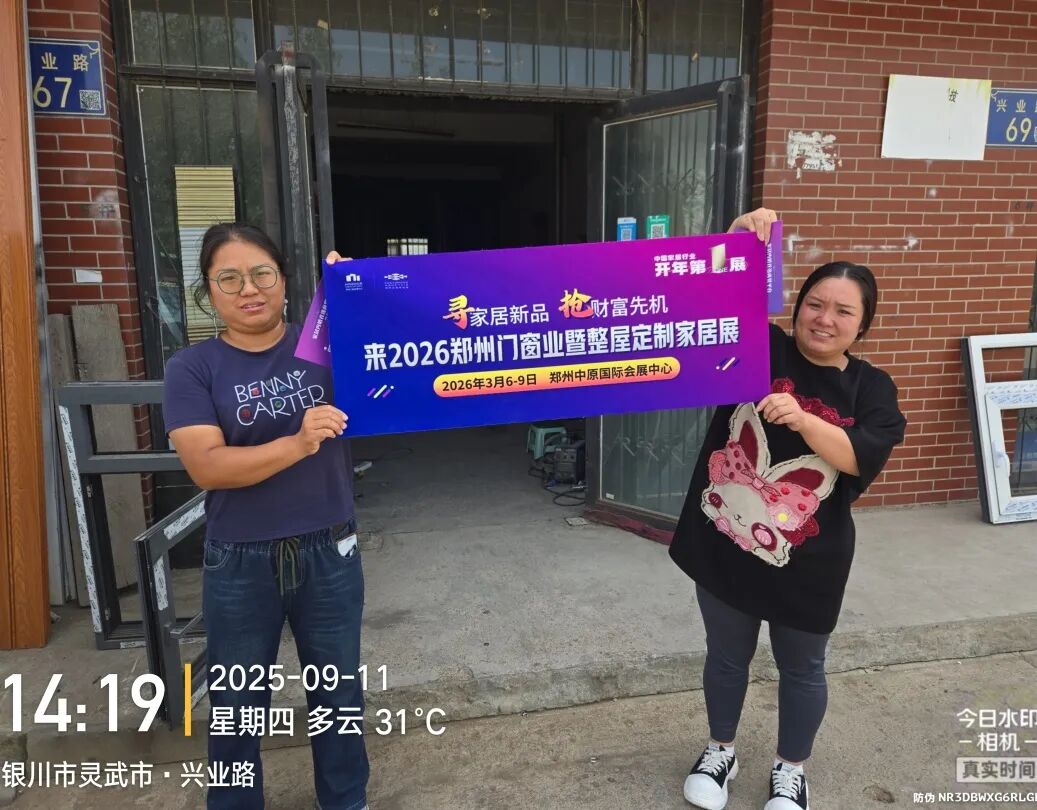 业路
67
兴业
69
中国家居行业
开年第1展
寻家居新品 抢财富先机
来2026郑州门窗业暨整屋定制家居展
2026年3月6-9日 郑州中原国际会展中心
BENNY
CARTER
14:19
2025-09-11
星期四 多云 31°C
银川市灵武市·兴业路
今日水印
相机
真实时间
防伪 NR3DBWXG6RLG